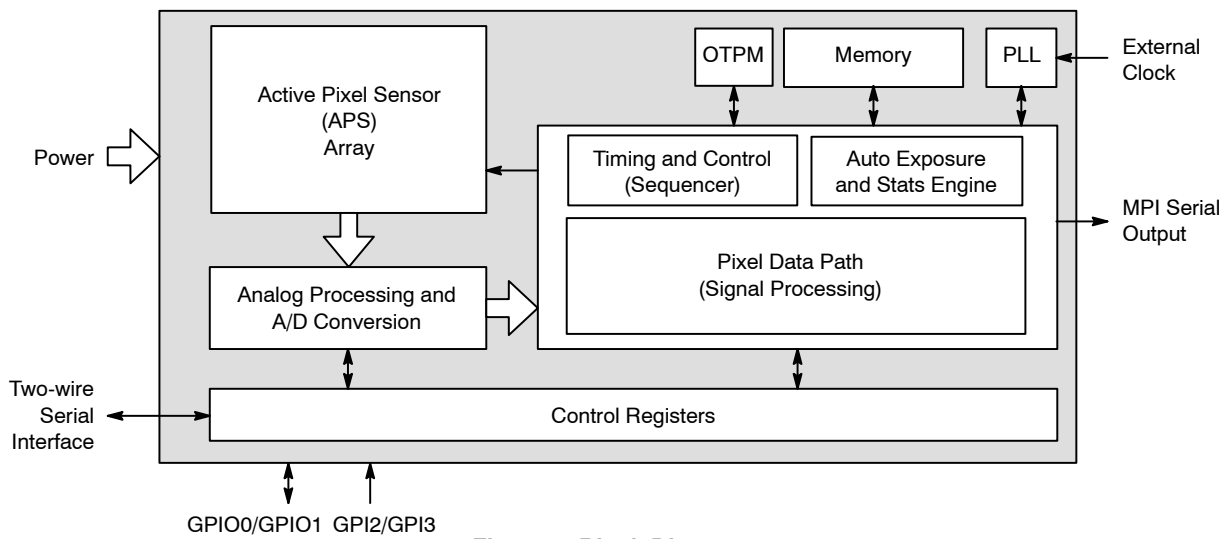 Active Pixel Sensor
(APS)
Array
OTPM
Memory
PLL
External
Clock
Power
Timing and Control
(Sequencer)
Auto Exposure
and Stats Engine
MPI Serial
Output
Pixel Data Path
(Signal Processing)
Analog Processing and
A/D Conversion
Two-wire
Serial
Interface
Control Registers
GPIO0/GPIO1 GPI2/GPI3